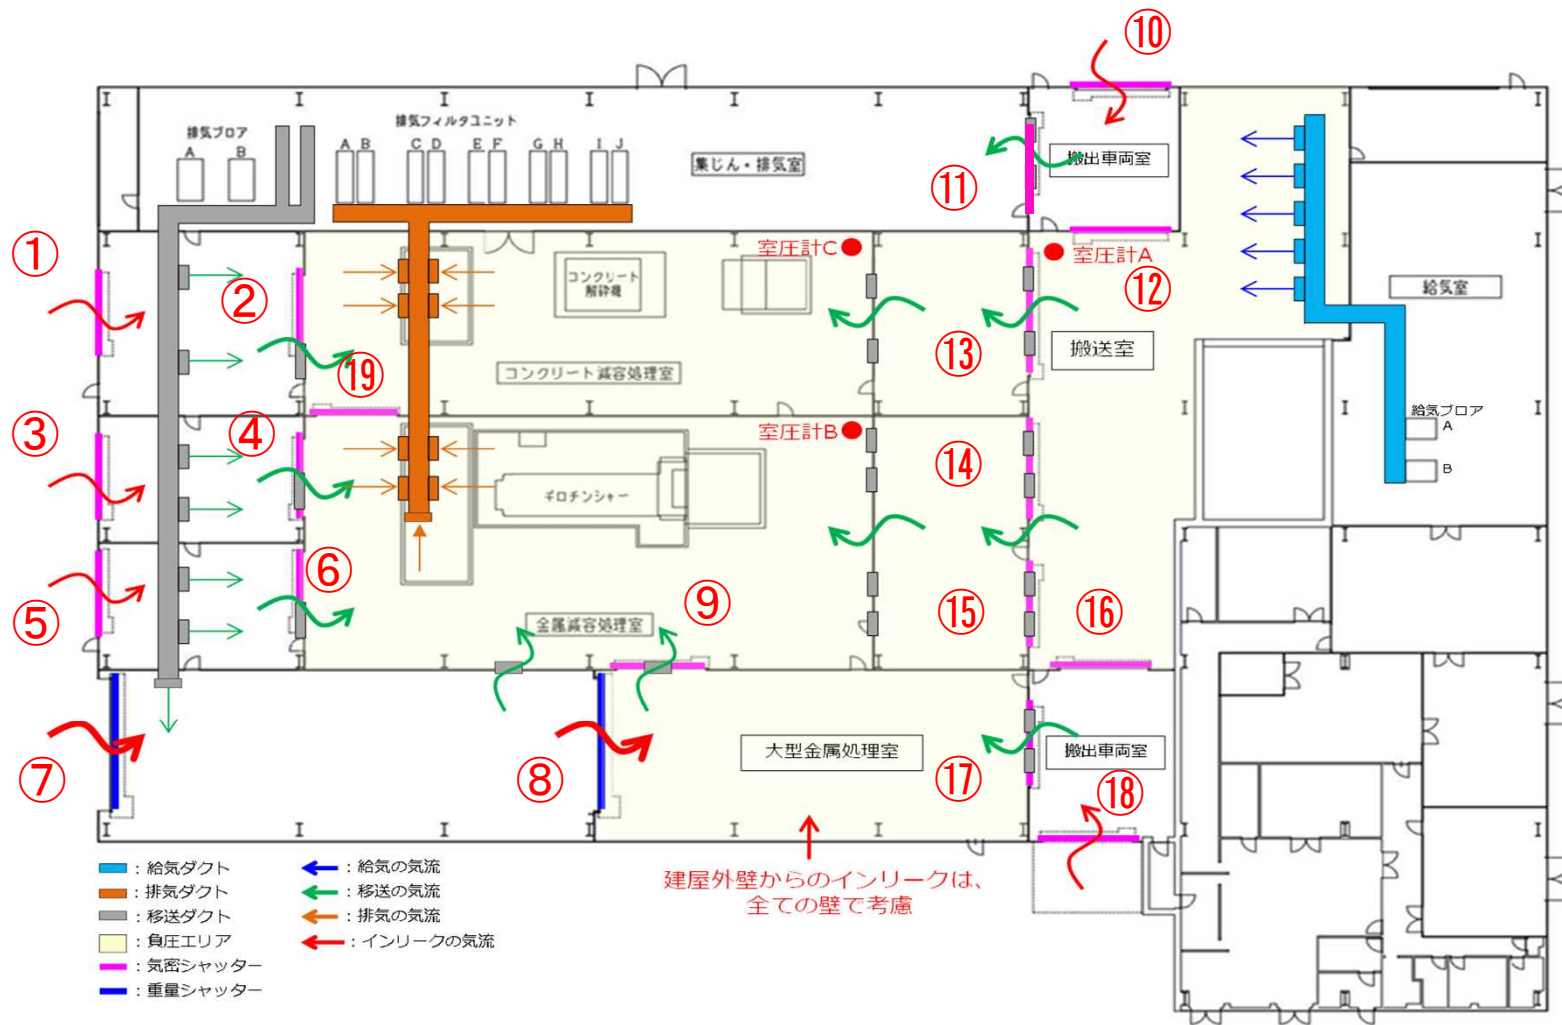 ⑩
排気ブロア
A B
排気フィルタユニット
A B C D E F G H I J
集じん・排気室
⑪
搬出車両室
①
②
室圧計C
室圧計A
⑫
コンクリート
解砕機
給気室
⑬
搬送室
⑲
コンクリート減容処理室
③
④
室圧計B
⑭
給気ブロア
A
B
ギロチンシャー
⑤
⑥
⑨
金属減容処理室
⑮
⑯
⑦
⑧
大型金属処理室
⑰
搬出車両室
⑱
建屋外壁からのインリークは、
全ての壁で考慮
：給気ダクト
：排気ダクト
：移送ダクト
：負圧エリア
：気密シャッター
：重量シャッター
：給気の気流
：移送の気流
：排気の気流
：インリークの気流